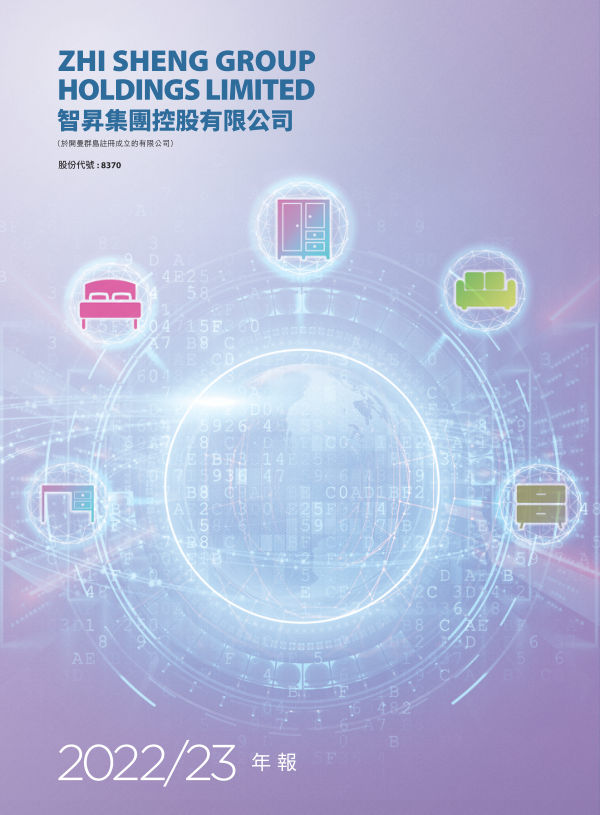 ZHI SHENG GROUP
HOLDINGS LIMITED
智昇集團控股有限公司
(於開曼群島註冊成立的有限公司)
股份代號 : 8370
2022/23 年報